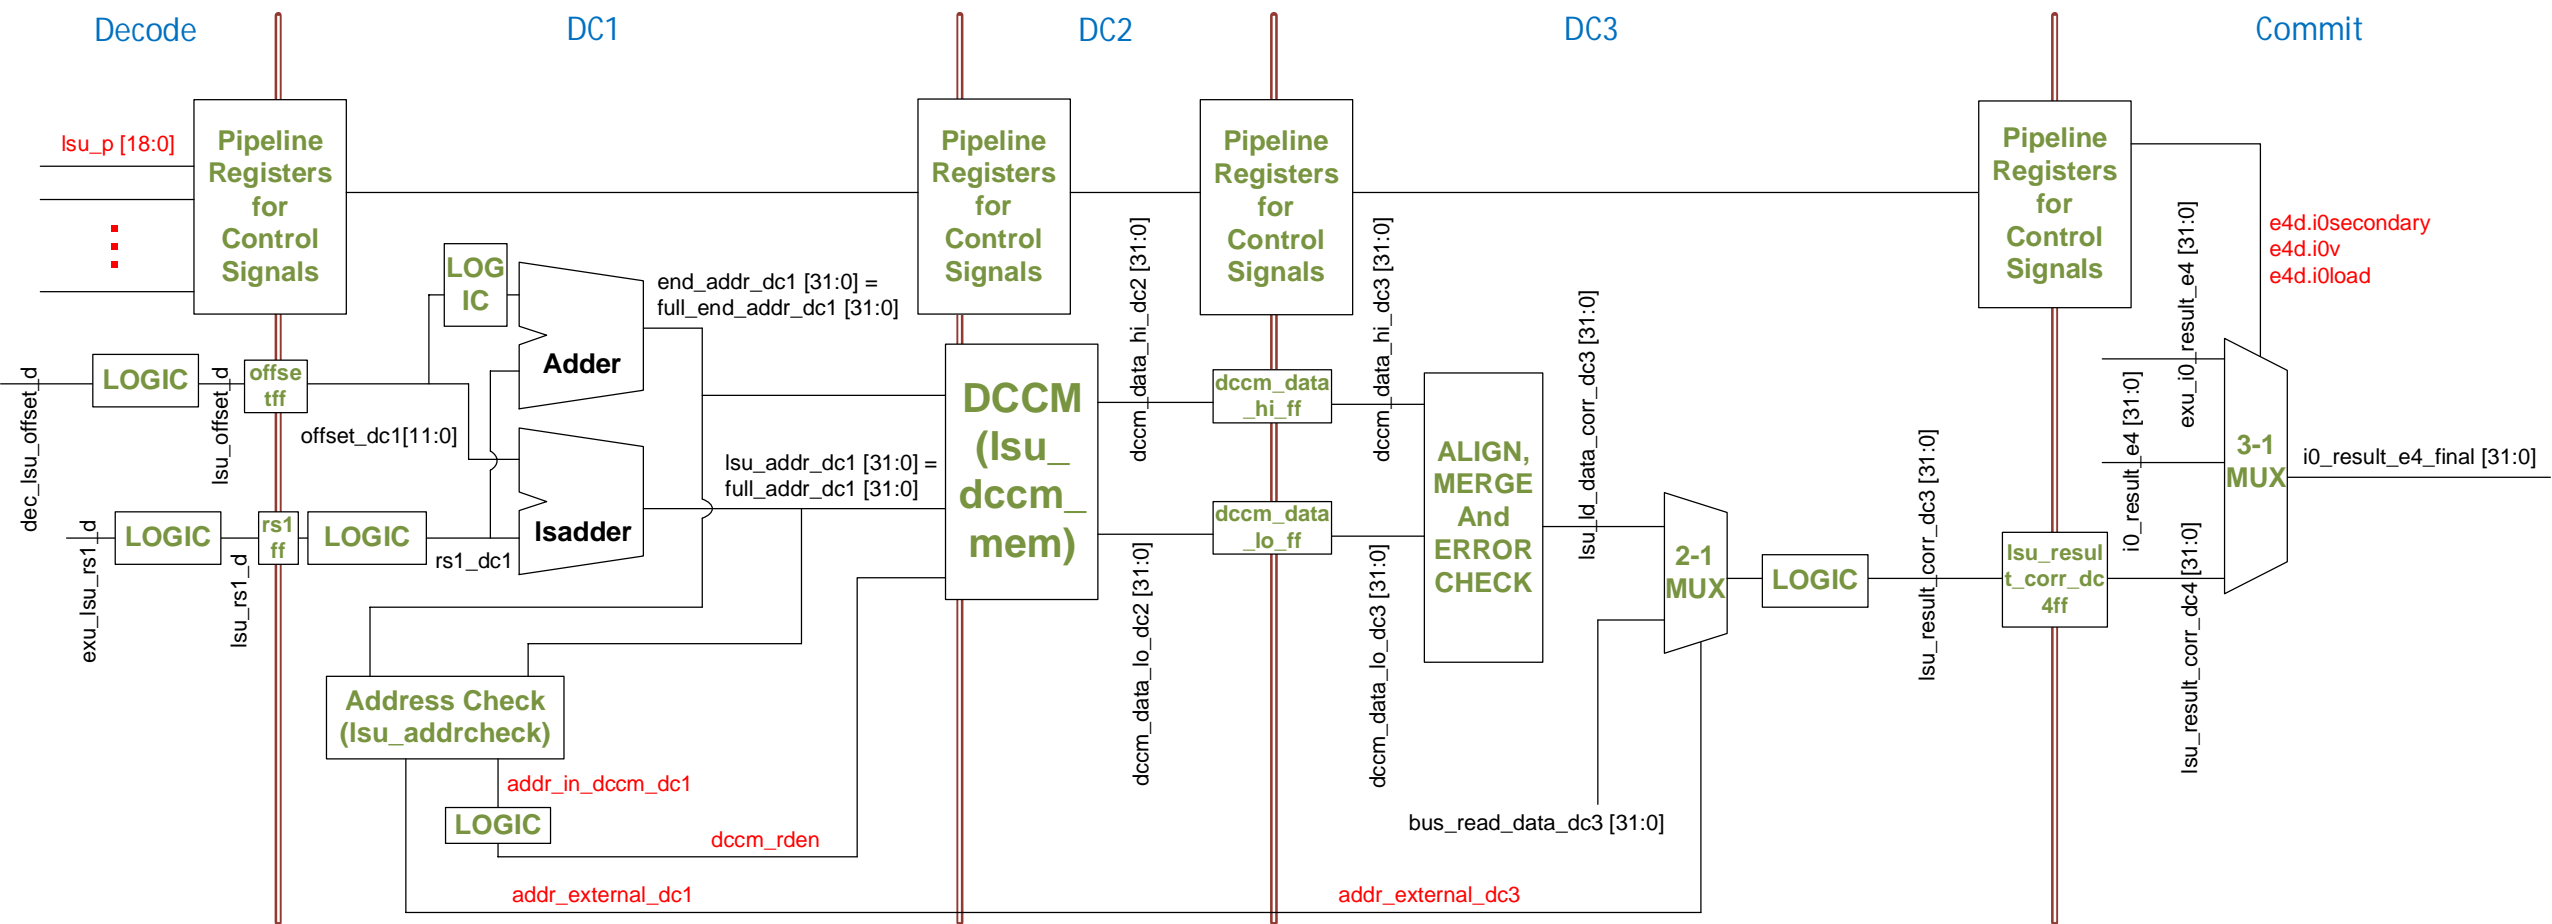 Decode
DC1
DC2
DC3
Commit
lsu_p [18:0]
Pipeline
Registers
for
Control
Signals
Pipeline
Registers
for
Control
Signals
Pipeline
Registers
for
Control
Signals
Pipeline
Registers
for
Control
Signals
e4d.i0secondary
e4d.i0v
e4d.i0load
LOG
IC
Adder
end_addr_dc1 [31:0] =
full_end_addr_dc1 [31:0]
dec_lsu_offset_d
LOGIC
lsu_offset_d
offse
tff
offset_dc1[11:0]
lsadder
lsu_addr_dc1 [31:0] =
full_addr_dc1 [31:0]
exu_lsu_rs1_d
LOGIC
lsu_rs1_d
rs1
ff
LOGIC
rs1_dc1
DCCM
(lsu_
dccm_
mem)
dccm_data_hi_dc2 [31:0]
dccm_data_lo_dc2 [31:0]
dccm_data
_hi_ff
dccm_data
_lo_ff
dccm_data_hi_dc3 [31:0]
dccm_data_lo_dc3 [31:0]
ALIGN,
MERGE
And
ERROR
CHECK
lsu_ld_data_corr_dc3 [31:0]
2-1
MUX
LOGIC
lsu_result_corr_dc3 [31:0]
lsu_resul
t_corr_dc
4ff
exu_i0_result_e4 [31:0]
i0_result_e4 [31:0]
lsu_result_corr_dc4 [31:0]
3-1
MUX
i0_result_e4_final [31:0]
Address Check
(lsu_addrcheck)
addr_in_dccm_dc1
LOGIC
dccm_rden
bus_read_data_dc3 [31:0]
addr_external_dc1
addr_external_dc3